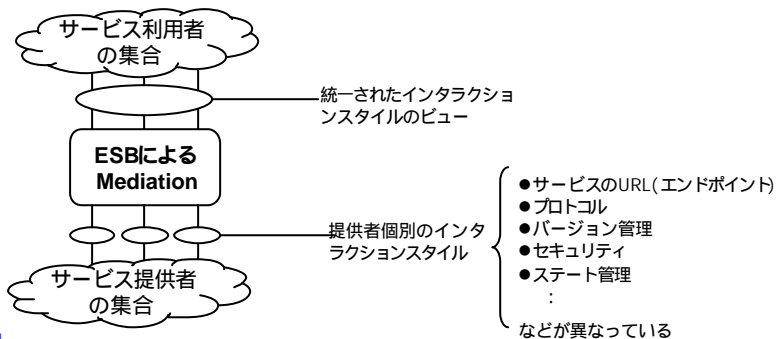 サービス利用者
の集合
統一されたインタラクショ
ンスタイルのビュー
ESBによる
Mediation
提供者個別のインタ
ラクションスタイル
●サービスのURL(エンドポイント)
●プロトコル
●バージョン管理
●セキュリティ
●ステート管理
:
などが異なっている
サービス提供者
の集合